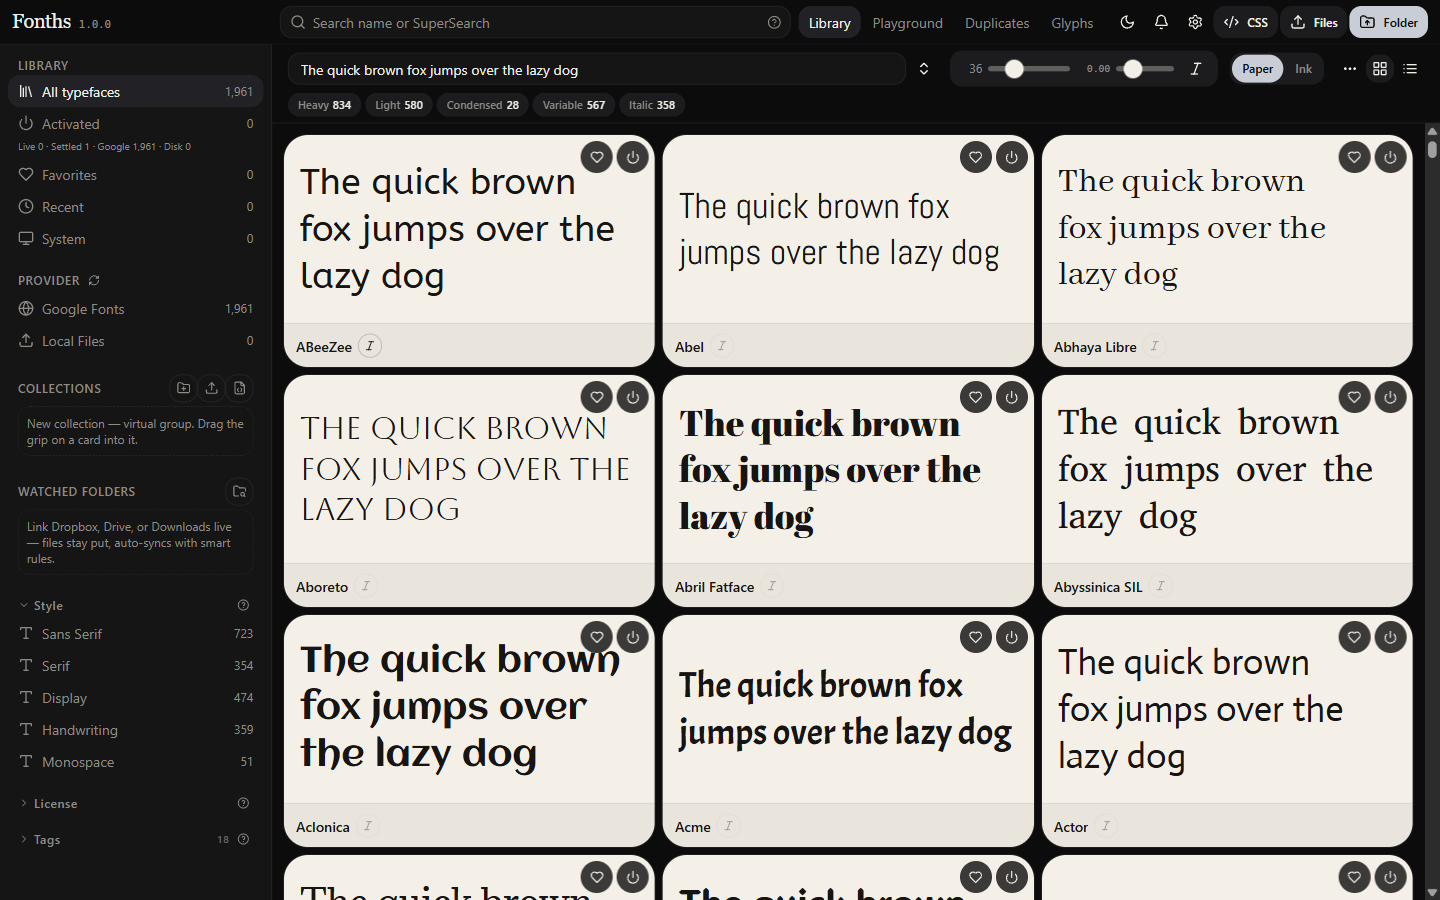 Fonths 1.0.0
Search name or SuperSearch
Library
Playground
Duplicates
Glyphs
CSS
Files
Folder
LIBRARY
All typefaces 1,961
Activated 0
Live 0 · Settled 1 · Google 1,961 · Disk 0
Favorites 0
Recent 0
System 0
PROVIDER
Google Fonts 1,961
Local Files 0
COLLECTIONS
New collection — virtual group. Drag the
grip on a card into it.
WATCHED FOLDERS
Link Dropbox, Drive, or Downloads live
— files stay put, auto-syncs with smart
rules.
Style
Sans Serif 723
Serif 354
Display 474
Handwriting 359
Monospace 51
License
Tags 18
The quick brown fox jumps over the lazy dog
36
0.00
I
Paper
Ink
Heavy 834
Light 580
Condensed 28
Variable 567
Italic 358
The quick brown
fox jumps over the
lazy dog
ABeeZee I
The quick brown fox
jumps over the lazy dog
Abel I
The quick brown
fox jumps over the
lazy dog
Abhaya Libre I
THE QUICK BROWN
FOX JUMPS OVER THE
LAZY DOG
Aboreto I
The quick brown
fox jumps over the
lazy dog
Abril Fatface I
The quick brown
fox jumps over the
lazy dog
Abyssinica SIL I
The quick brown
fox jumps over
the lazy dog
Aclonica I
The quick brown fox
jumps over the lazy dog
Acme I
The quick brown
fox jumps over the
lazy dog
Actor I
The quick brown
The quick brown